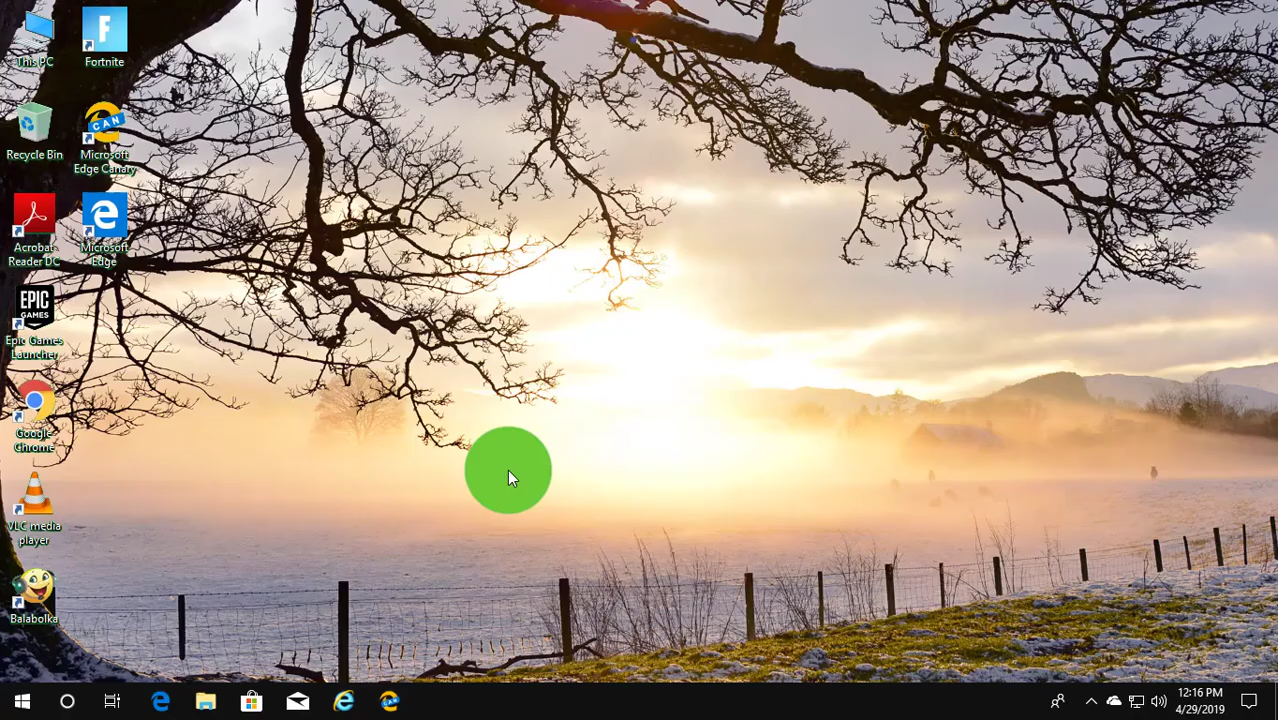 This PC
Fortnite
F
Recycle Bin
CAN
Microsoft
Edge Canary
Acrobat
Reader DC
Microsoft
Edge
EPIC
GAMES
Epic Games
Launcher
Google
Chrome
VLC media
player
Balabolka
12:16 PM
4/29/2019